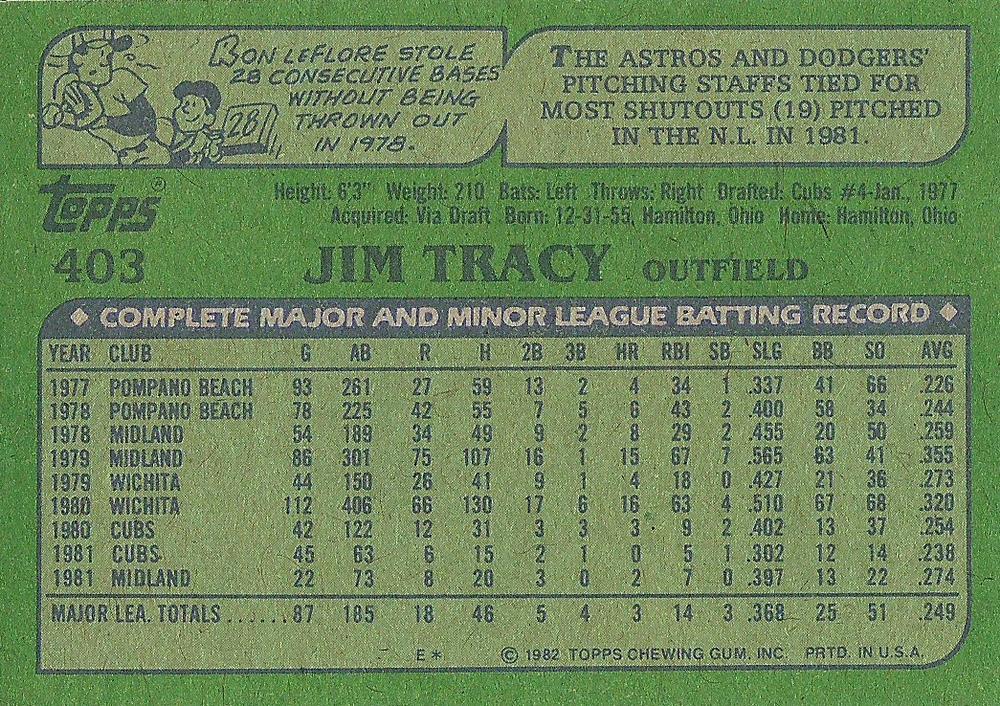 RON LEFLORE STOLE
28 CONSECUTIVE BASES
WITHOUT BEING
THROWN OUT
IN 1978.
28
THE ASTROS AND DODGERS'
PITCHING STAFFS TIED FOR
MOST SHUTOUTS (19) PITCHED
IN THE N.L. IN 1981.
Topps®
Height: 6'3" Weight: 210 Bats: Left Throws: Right Drafted: Cubs #4-Jan., 1977
Acquired: Via Draft Born: 12-31-55, Hamilton, Ohio Home: Hamilton, Ohio
403 JIM TRACY OUTFIELD
◆ COMPLETE MAJOR AND MINOR LEAGUE BATTING RECORD ◆
YEAR CLUB G AB R H 2B 3B HR RBI SB SLG BB SO AVG
1977 POMPANO BEACH 93 261 27 59 13 2 4 34 1 .337 41 66 .226
1978 POMPANO BEACH 78 225 42 55 7 5 6 43 2 .400 58 34 .244
1978 MIDLAND 54 189 34 49 9 2 8 29 2 .455 20 50 .259
1979 MIDLAND 86 301 75 107 16 1 15 67 7 .565 63 41 .355
1979 WICHITA 44 150 26 41 9 1 4 18 0 .427 21 36 .273
1980 WICHITA 112 406 66 130 17 6 16 63 4 .510 67 68 .320
1980 CUBS 42 122 12 31 3 3 3 9 2 .402 13 37 .254
1981 CUBS 45 63 6 15 2 1 0 5 1 .302 12 14 .238
1981 MIDLAND 22 73 8 20 3 0 2 7 0 .397 13 22 .274
MAJOR LEA. TOTALS ......87 185 18 46 5 4 3 14 3 .368 25 51 .249
E * © 1982 TOPPS CHEWING GUM, INC. PRTD. IN U.S.A.